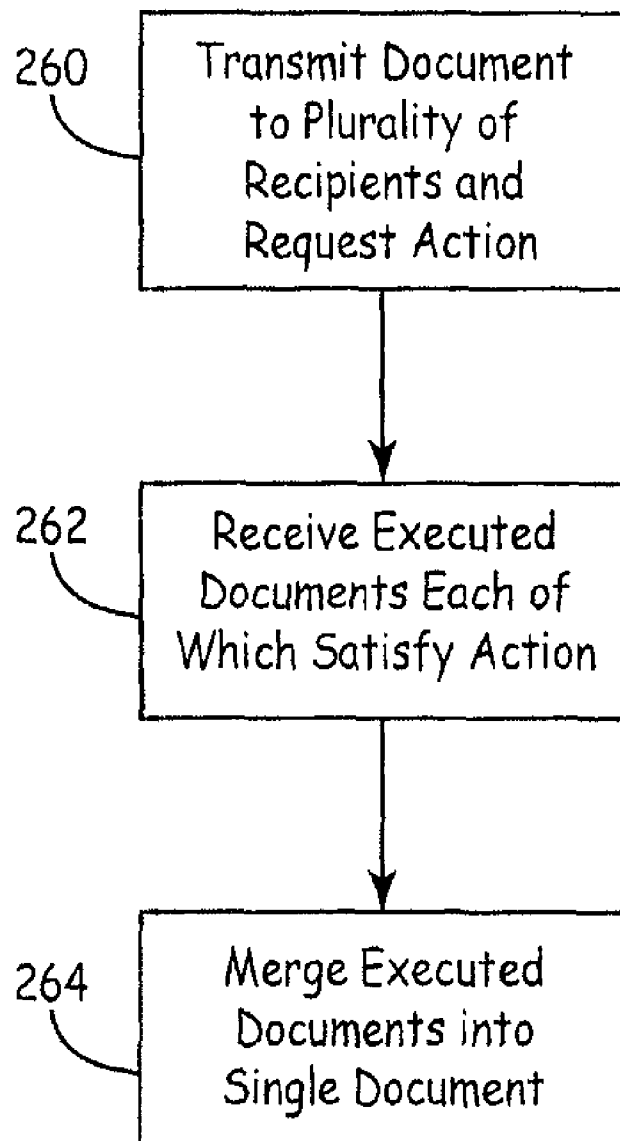 260
Transmit Document
to Plurality of
Recipients and
Request Action
262
Receive Executed
Documents Each of
Which Satisfy Action
264
Merge Executed
Documents into
Single Document